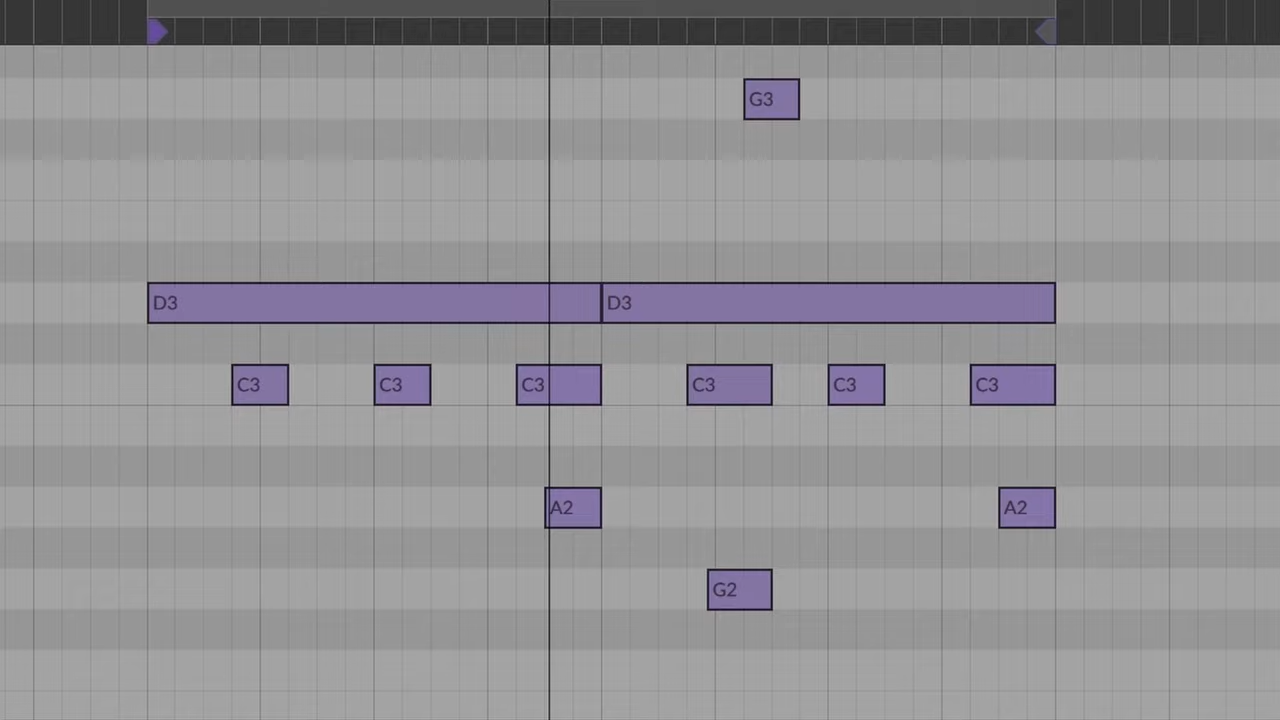 G3
D3 D3
C3 C3 C3 C3 C3 C3
A2 A2
G2